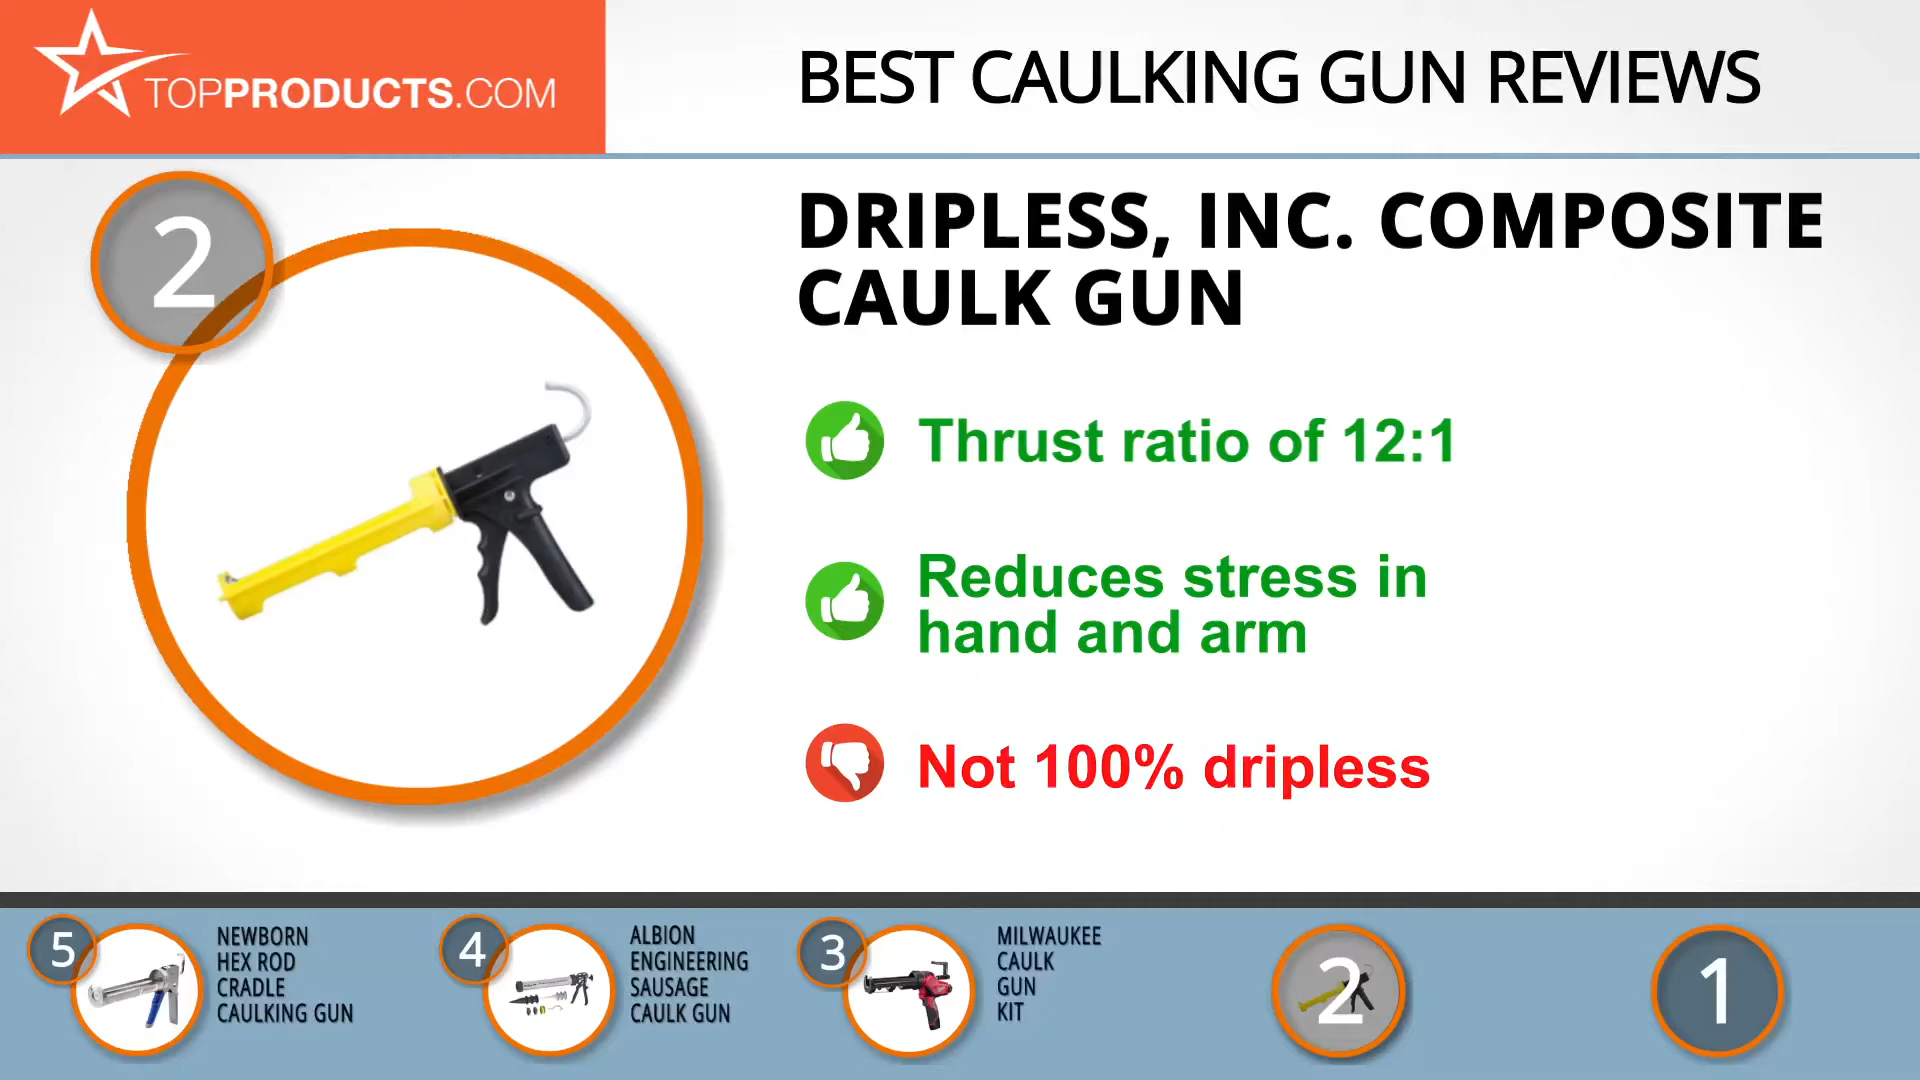 TOPPRODUCTS.COM
BEST CAULKING GUN REVIEWS
2
DRIPLESS, INC. COMPOSITE
CAULK GUN
Thrust ratio of 12:1
Reduces stress in
hand and arm
Not 100% dripless
5
NEWBORN
HEX ROD
CRADLE
CAULKING GUN
4
ALBION
ENGINEERING
SAUSAGE
CAULK GUN
3
MILWAUKEE
CAULK
GUN
KIT
2
1